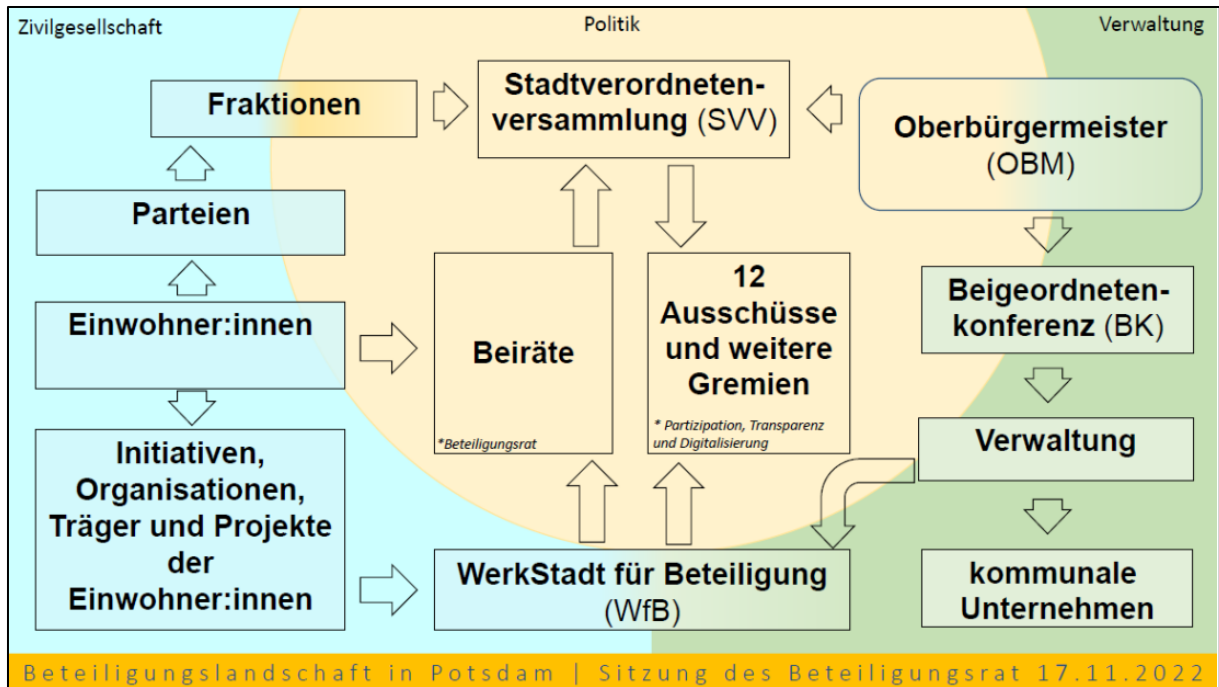 Zivilgesellschaft
Politik
Verwaltung
Fraktionen
Stadtverordneten-
versammlung (SVV)
Oberbürgermeister
(OBM)
Parteien
Einwohner:innen
Beiräte
*Beteiligungsrat
12
Ausschüsse
und weitere
Gremien
* Partizipation, Transparenz
und Digitalisierung
Beigeordneten-
konferenz (BK)
Verwaltung
Initiativen,
Organisationen,
Träger und Projekte
der
Einwohner:innen
WerkStadt für Beteiligung
(WfB)
kommunale
Unternehmen
Beteiligungslandschaft in Potsdam | Sitzung des Beteiligungsrat 17.11.2022